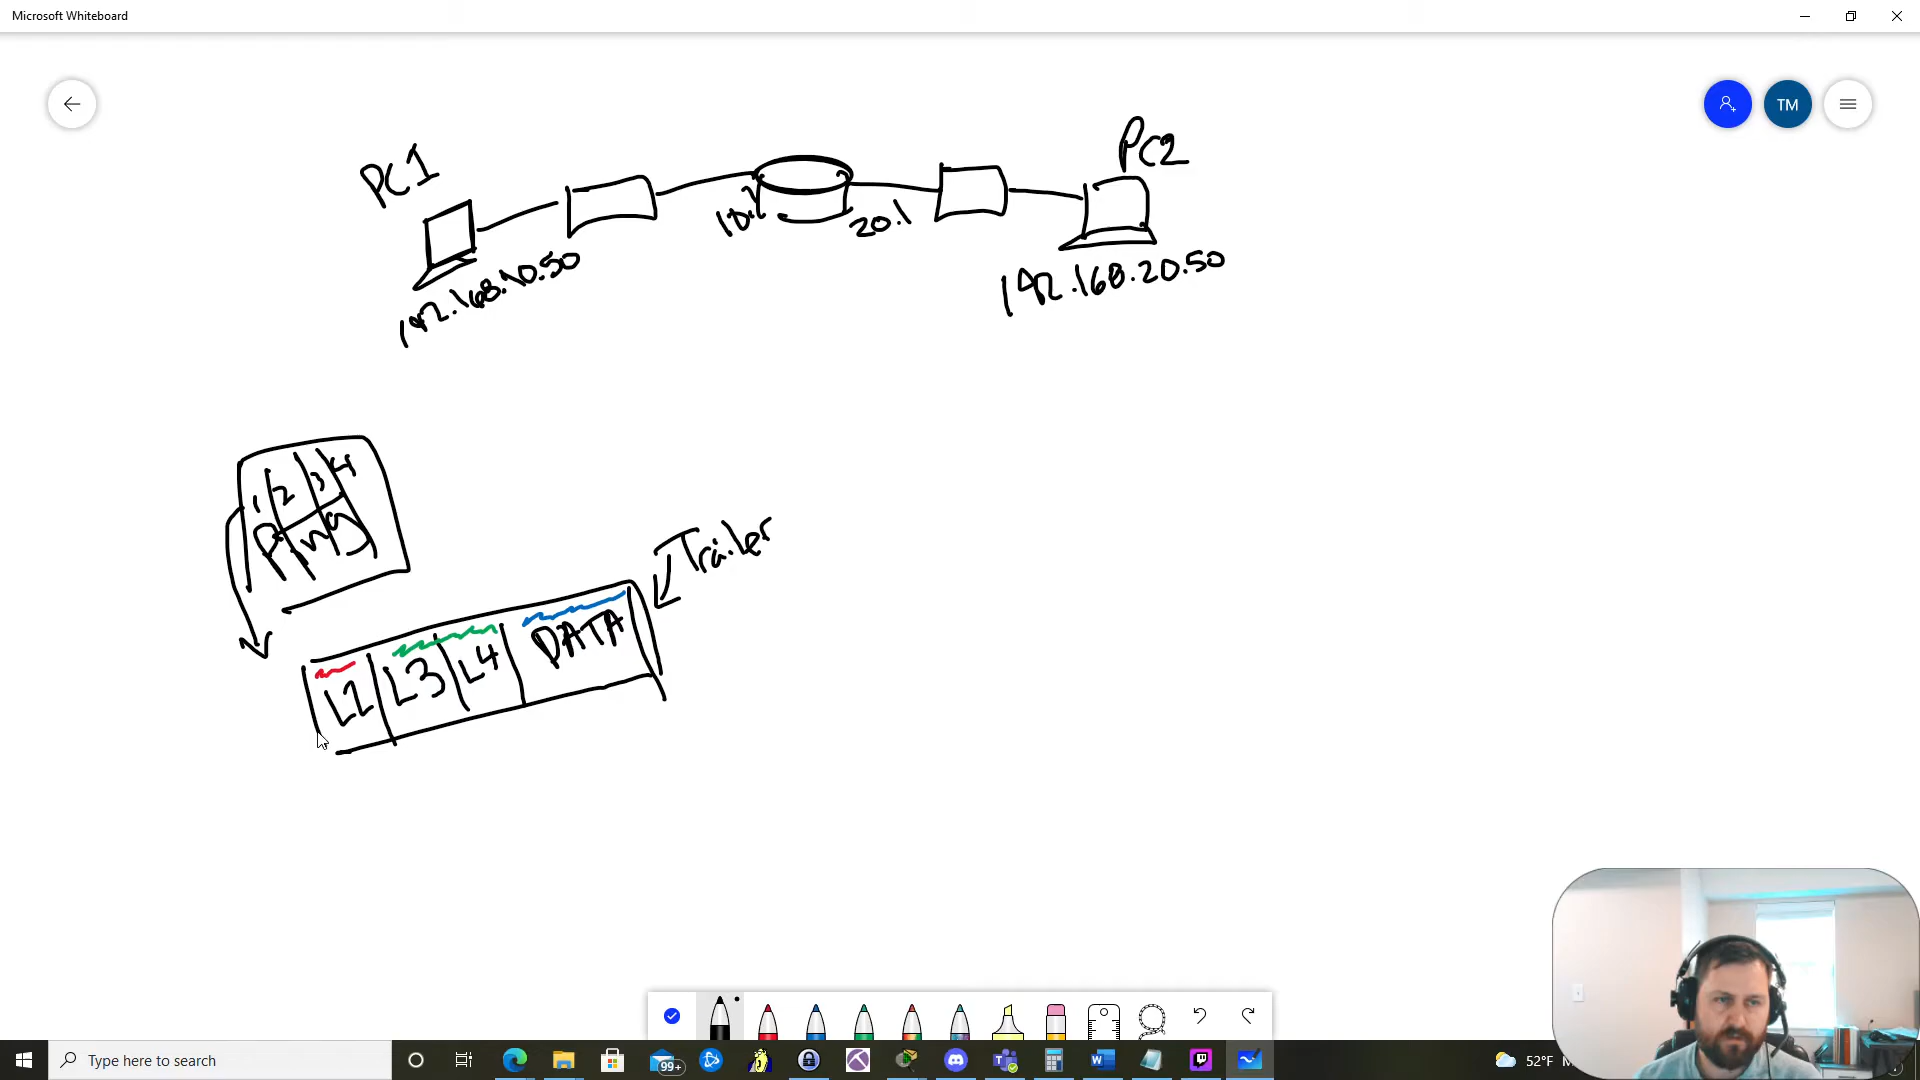 Microsoft Whiteboard
TM
PC1
PC2
10.1
20.1
192.168.10.50
192.168.20.50
1 2 3 4
Ping
Trailer
L2 L3 L4 DATA
Type here to search
99+
52°F